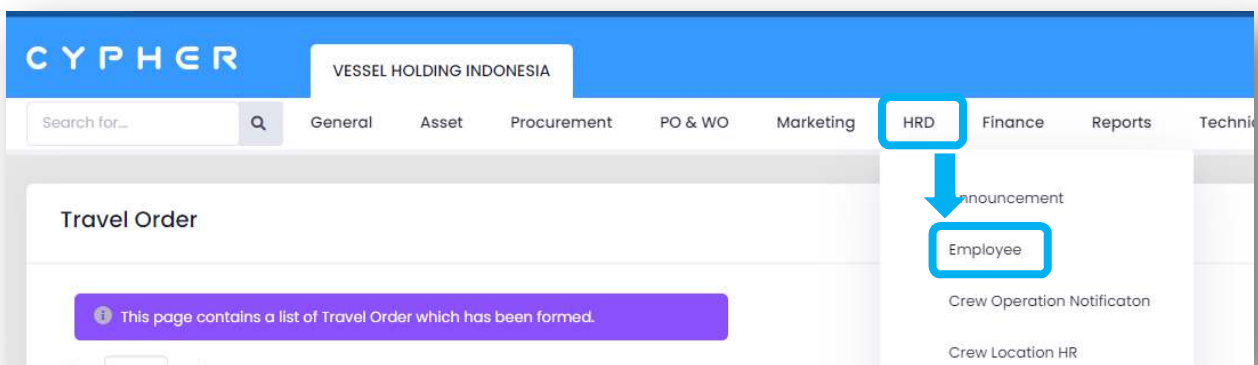 CYPHER
VESSEL HOLDING INDONESIA
Search for...
General Asset Procurement PO & WO Marketing HRD Finance Reports
Travel Order
Employee
This page contains a list of Travel Order which has been formed.
Crew Operation Notificaton
Crew Location HR